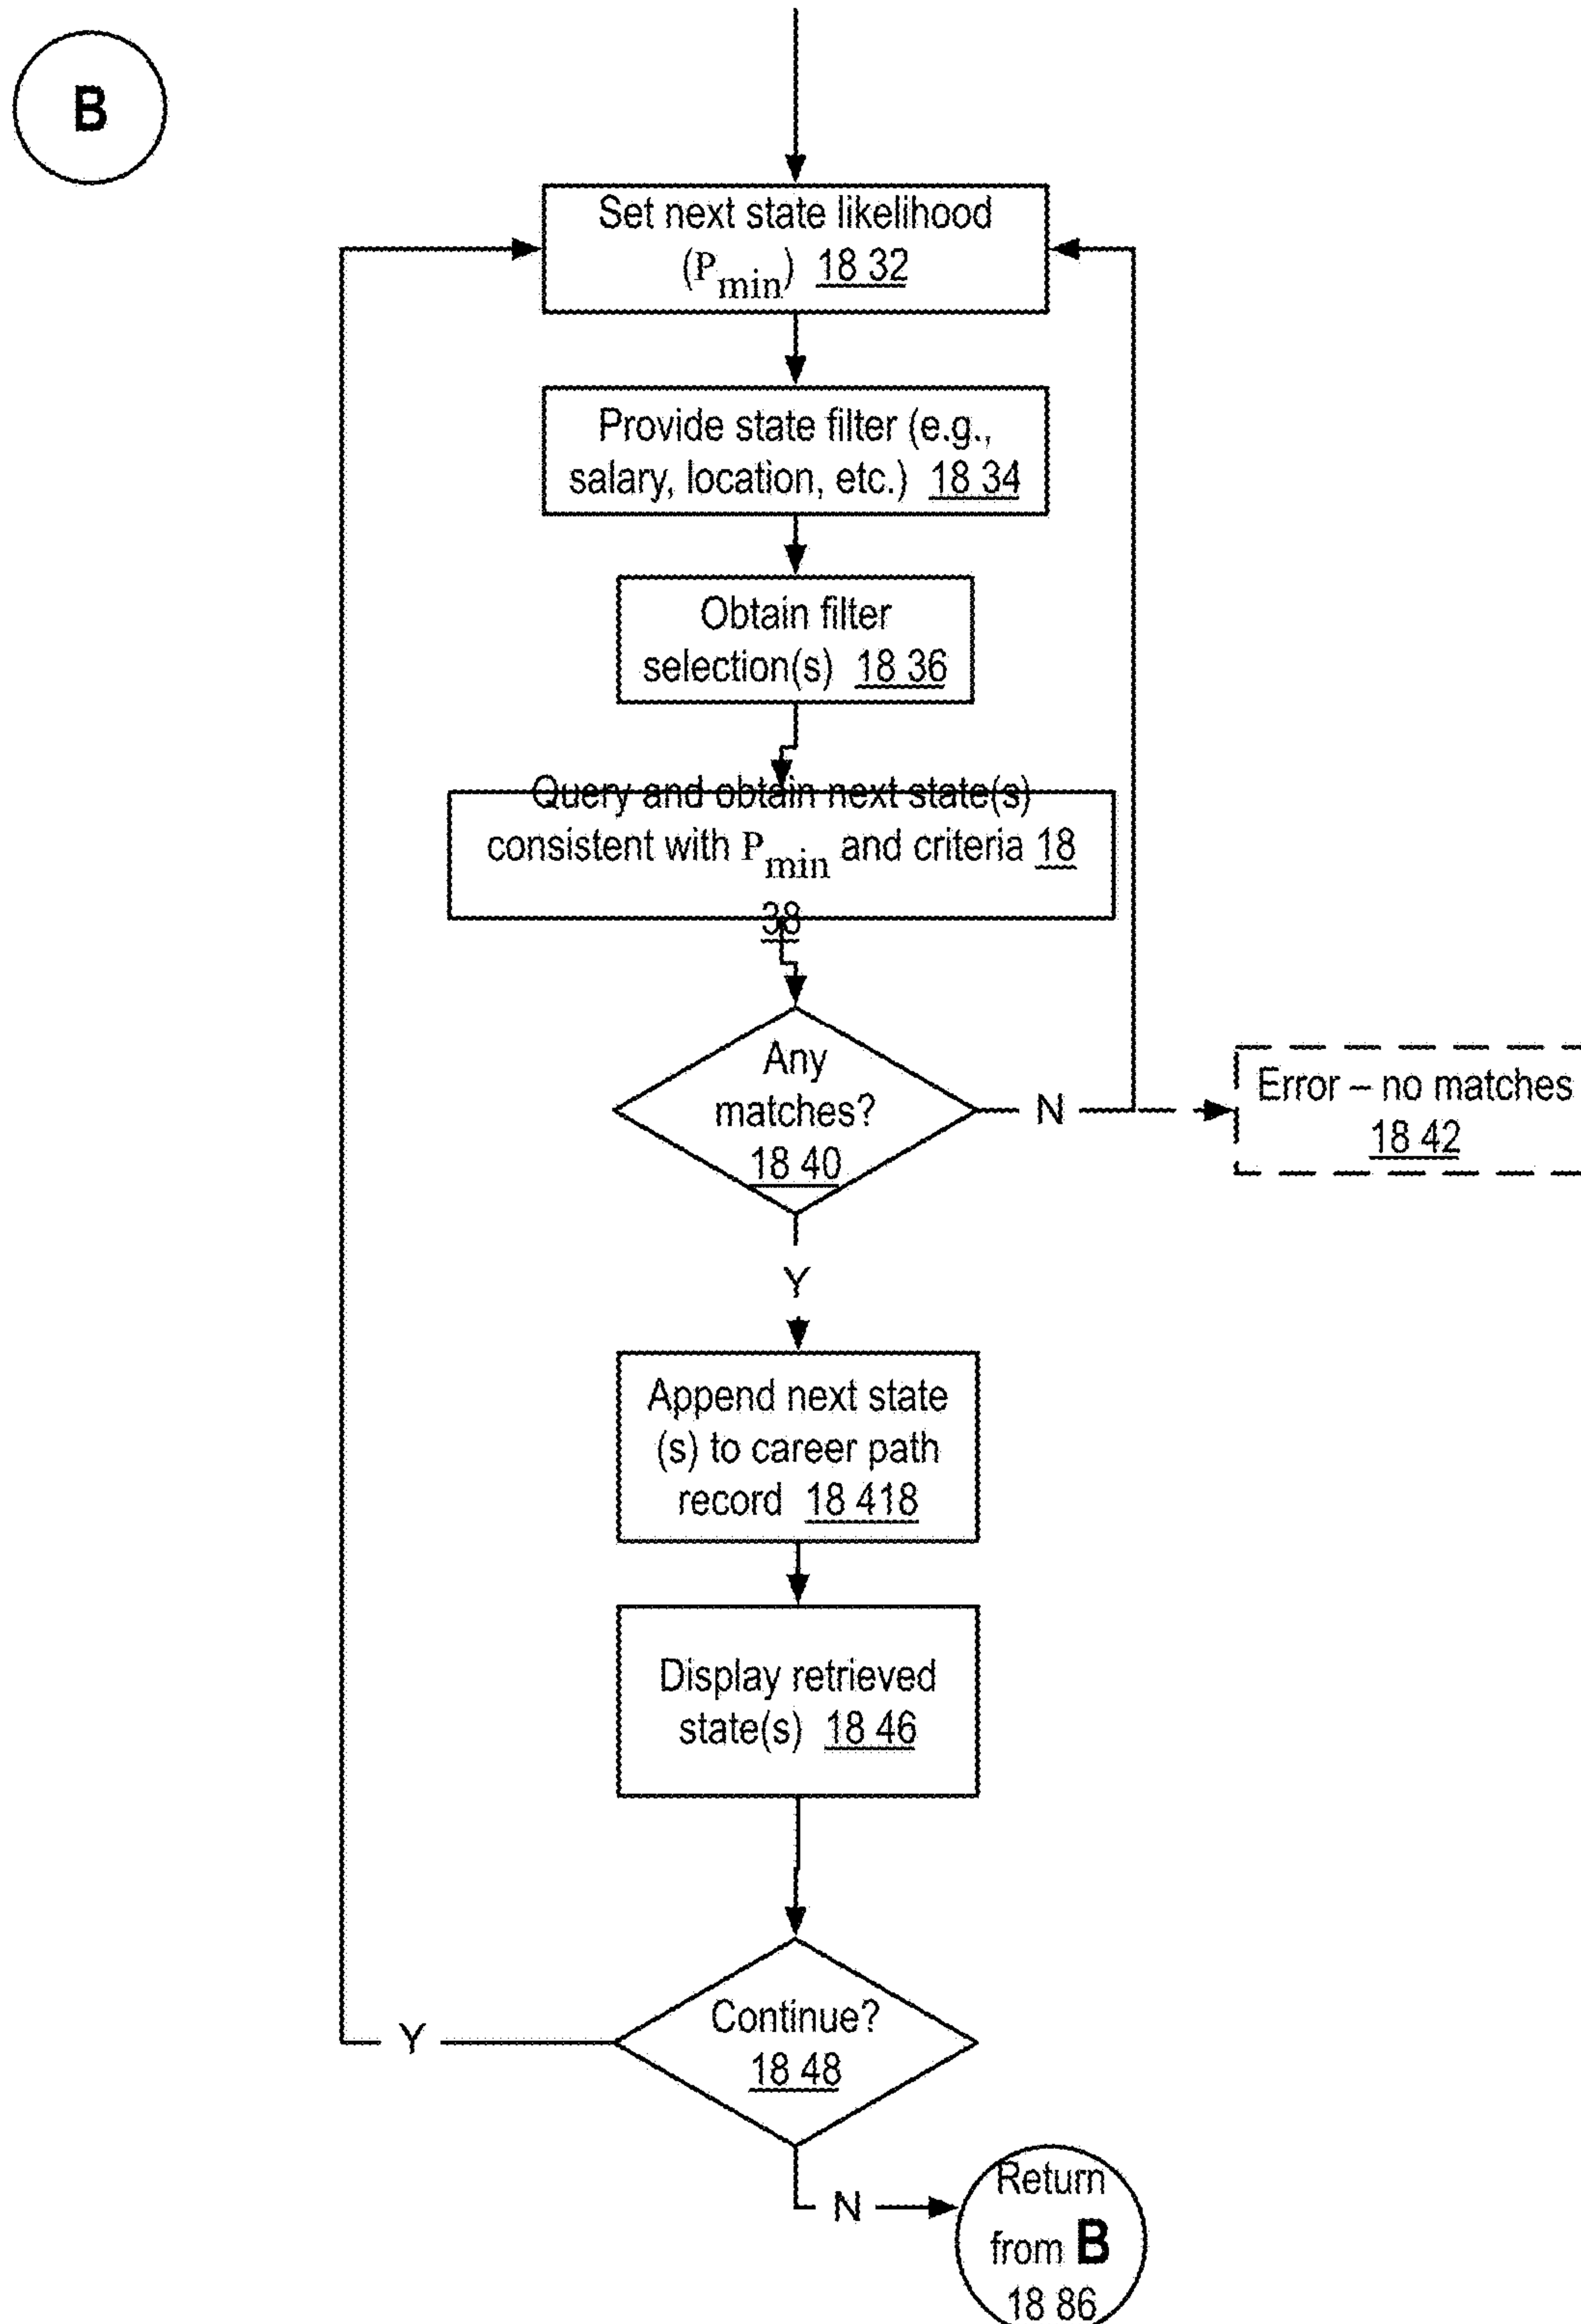 B
Set next state likelihood
(Pmin) 18 32
Provide state filter (e.g.,
salary, location, etc.) 18 34
Obtain filter
selection(s) 18 36
Query and obtain next state(s)
consistent with Pmin and criteria 18
38
Any
matches?
18 40
N
Error – no matches
18 42
Y
Append next state
(s) to career path
record 18 418
Display retrieved
state(s) 18 46
Continue?
18 48
Y
N
Return
from B
18 86